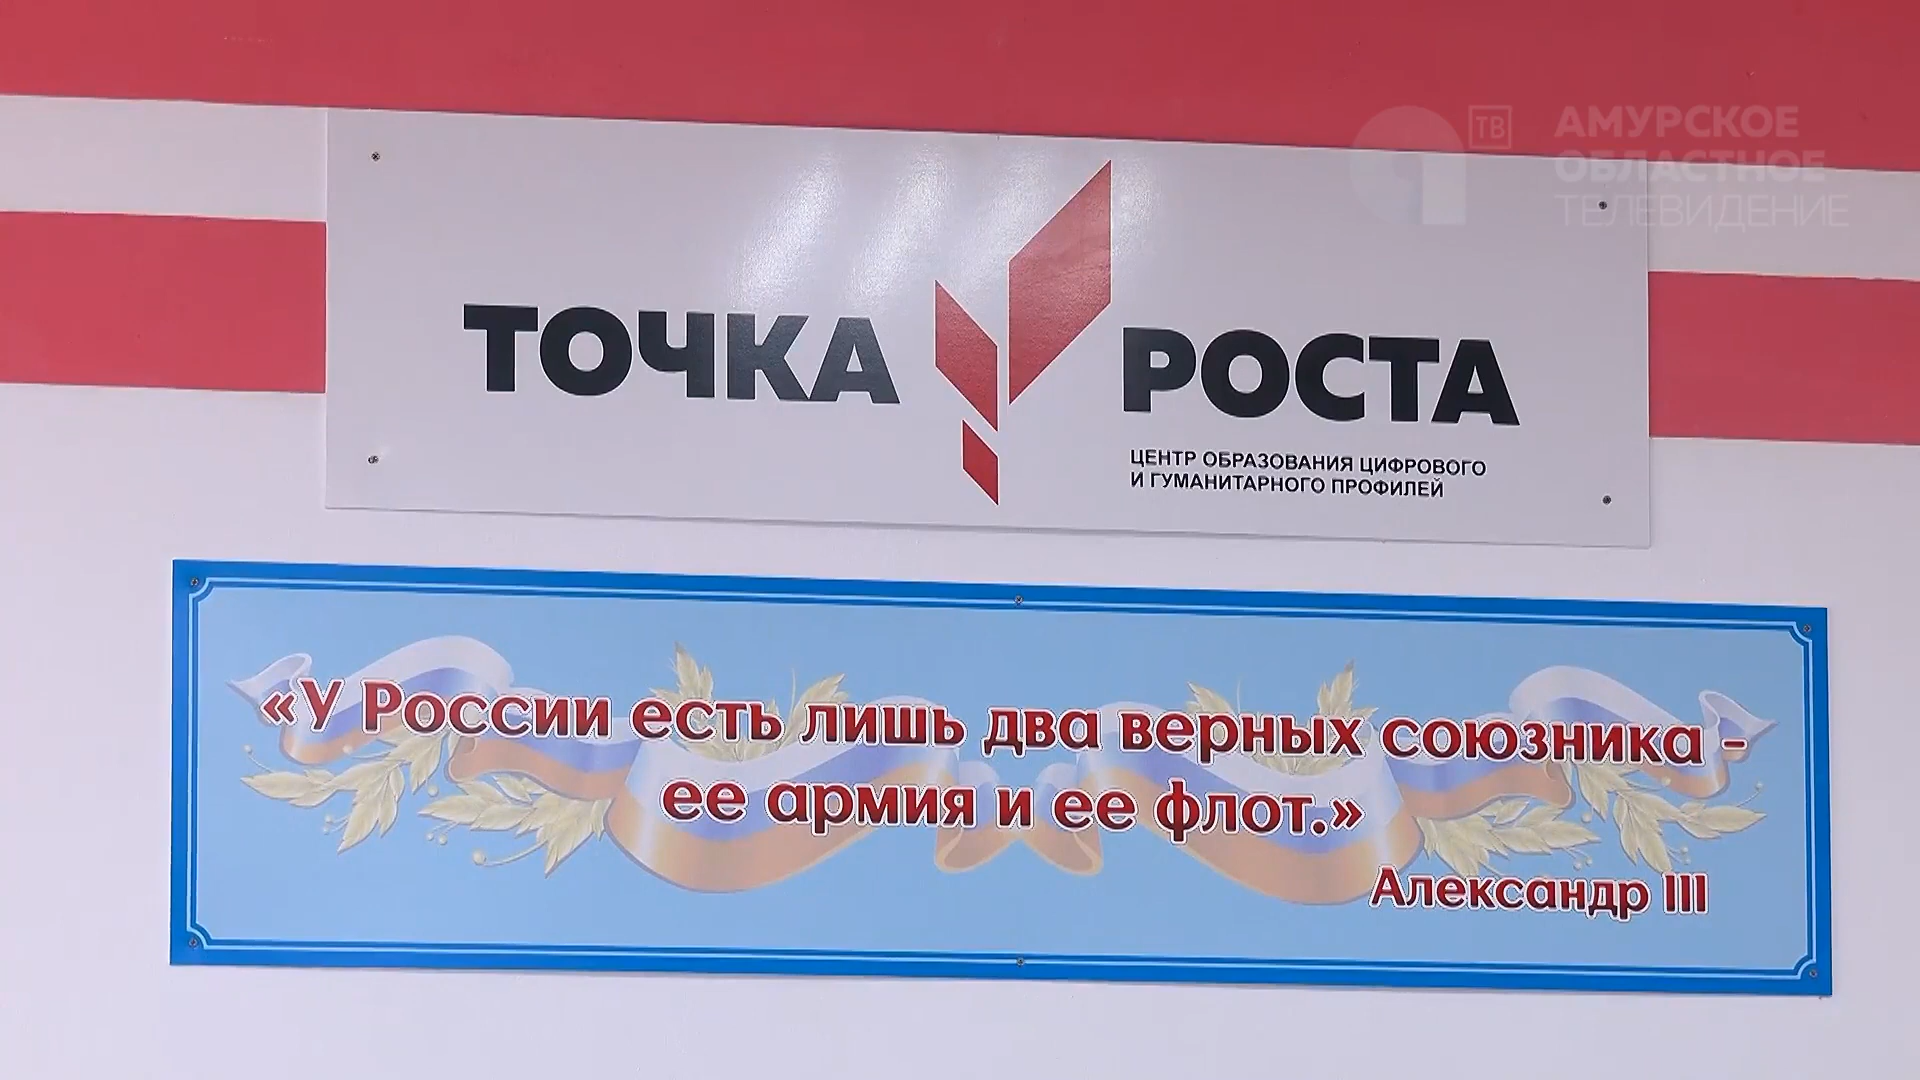 ТВ
АМУРСКОЕ
ОБЛАСТНОЕ
ТЕЛЕВИДЕНИЕ
ТОЧКА РОСТА
ЦЕНТР ОБРАЗОВАНИЯ ЦИФРОВОГО
И ГУМАНИТАРНОГО ПРОФИЛЕЙ
«У России есть лишь два верных союзника -
ее армия и ее флот.»
Александр III